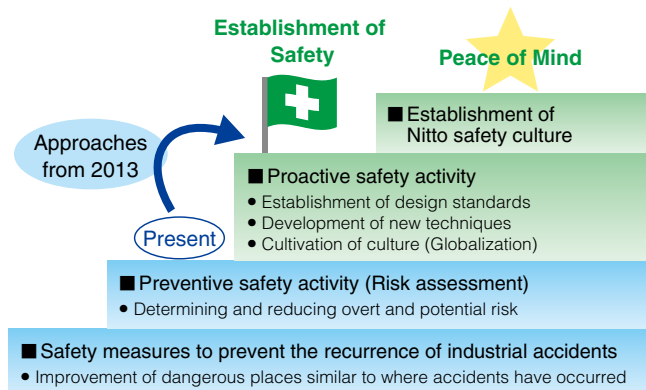 Establishment of
Safety
Peace of Mind
■ Establishment of
Nitto safety culture
Approaches
from 2013
■ Proactive safety activity
● Establishment of design standards
● Development of new techniques
● Cultivation of culture (Globalization)
Present
■ Preventive safety activity (Risk assessment)
● Determining and reducing overt and potential risk
■ Safety measures to prevent the recurrence of industrial accidents
● Improvement of dangerous places similar to where accidents have occurred